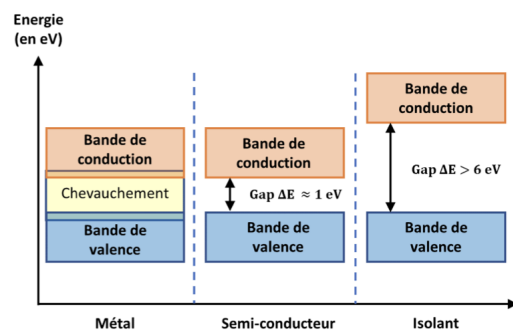 Energie
(en eV)
Bande de
conduction
Chevauchement
Bande de
valence
Bande de
conduction
Gap ΔE ≈ 1 eV
Bande de
valence
Bande de
conduction
Gap ΔE > 6 eV
Bande de
valence
Métal
Semi-conducteur
Isolant